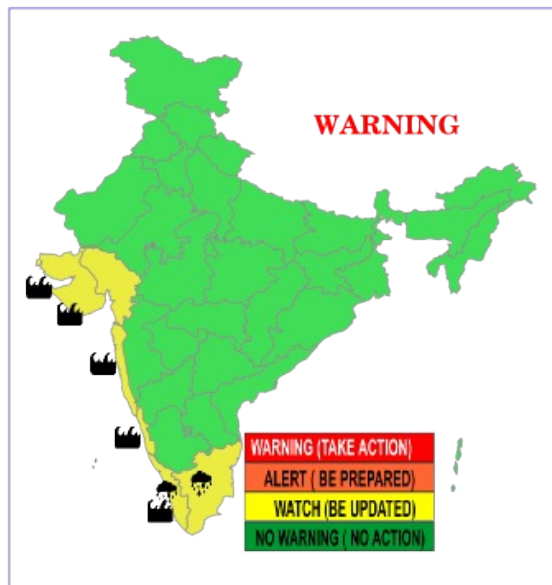 WARNING
WARNING (TAKE ACTION)
ALERT ( BE PREPARED)
WATCH (BE UPDATED)
NO WARNING ( NO ACTION)